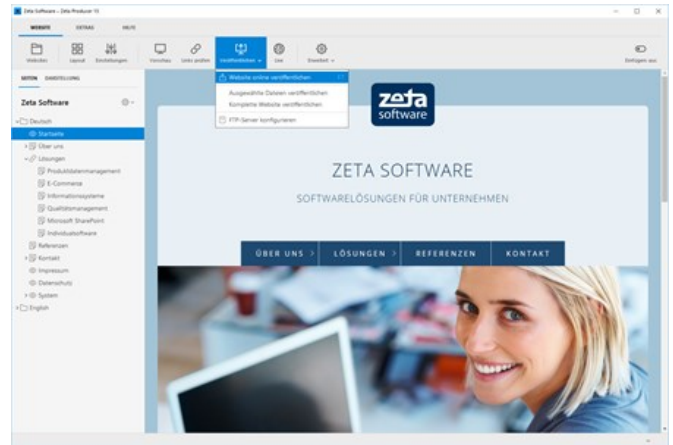 Zeta Software - Zeta Producer 15
WEBSITE EXTRAS HILFE
Websites Layout Einstellungen Vorschau Links prüfen Veröffentlichen Live Erweitert Einfügen aus
SEITEN DARSTELLUNG
Website online veröffentlichen
Ausgewählte Dateien veröffentlichen
Komplette Website veröffentlichen
FTP-Server konfigurieren
Zeta Software
Deutsch
Startseite
Über uns
Lösungen
Produktdatenmanagement
E-Commerce
Informationssysteme
Qualitätsmanagement
Microsoft SharePoint
Individualsoftware
Referenzen
Kontakt
Impressum
Datenschutz
System
English
zeta
software
ZETA SOFTWARE
SOFTWARELÖSUNGEN FÜR UNTERNEHMEN
ÜBER UNS > LÖSUNGEN > REFERENZEN KONTAKT